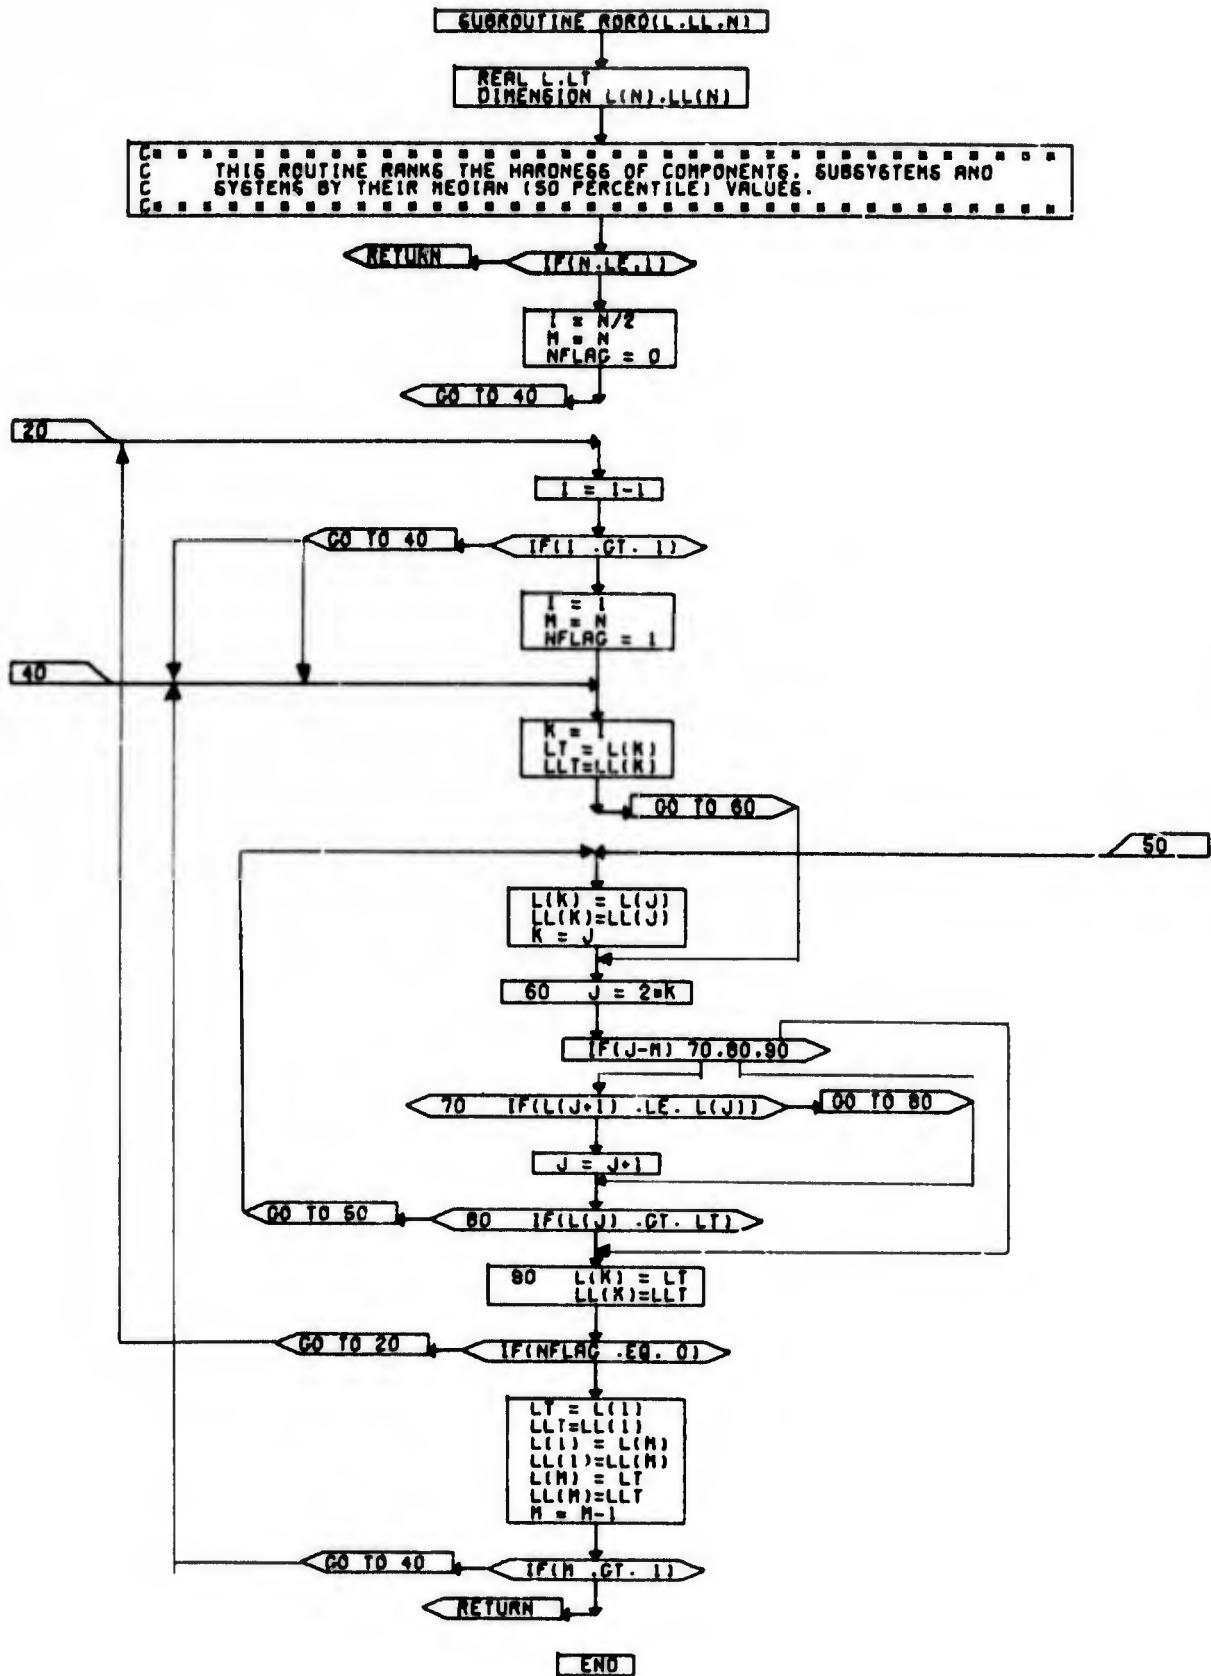 SUBROUTINE RORD(L.LL.N)
REAL L.LT
DIMENSION L(N).LL(N)
C* * * * * * * * * * * * * * * * * * * * * * * * * * * * * * * * * * *
C THIS ROUTINE RANKS THE HARDNESS OF COMPONENTS. SUBSYSTEMS AND
C SYSTEMS BY THEIR MEDIAN (50 PERCENTILE) VALUES.
C* * * * * * * * * * * * * * * * * * * * * * * * * * * * * * * * * * *
RETURN
IF(N.LE.1)
I = N/2
M = N
NFLAG = 0
GO TO 40
20
I = I-1
GO TO 40
IF(I .GT. 1)
I = 1
M = N
NFLAG = 1
40
K = I
LT = L(K)
LLT=LL(K)
GO TO 60
50
L(K) = L(J)
LL(K)=LL(J)
K = J
60 J = 2*K
IF(J-M) 70.80.90
70 IF(L(J+1) .LE. L(J))
GO TO 80
J = J+1
GO TO 50
80 IF(L(J) .GT. LT)
90 L(K) = LT
LL(K)=LLT
GO TO 20
IF(NFLAG .EQ. 0)
LT = L(1)
LLT=LL(1)
L(1) = L(M)
LL(1)=LL(M)
L(M) = LT
LL(M)=LLT
M = M-1
GO TO 40
IF(M .GT. 1)
RETURN
END